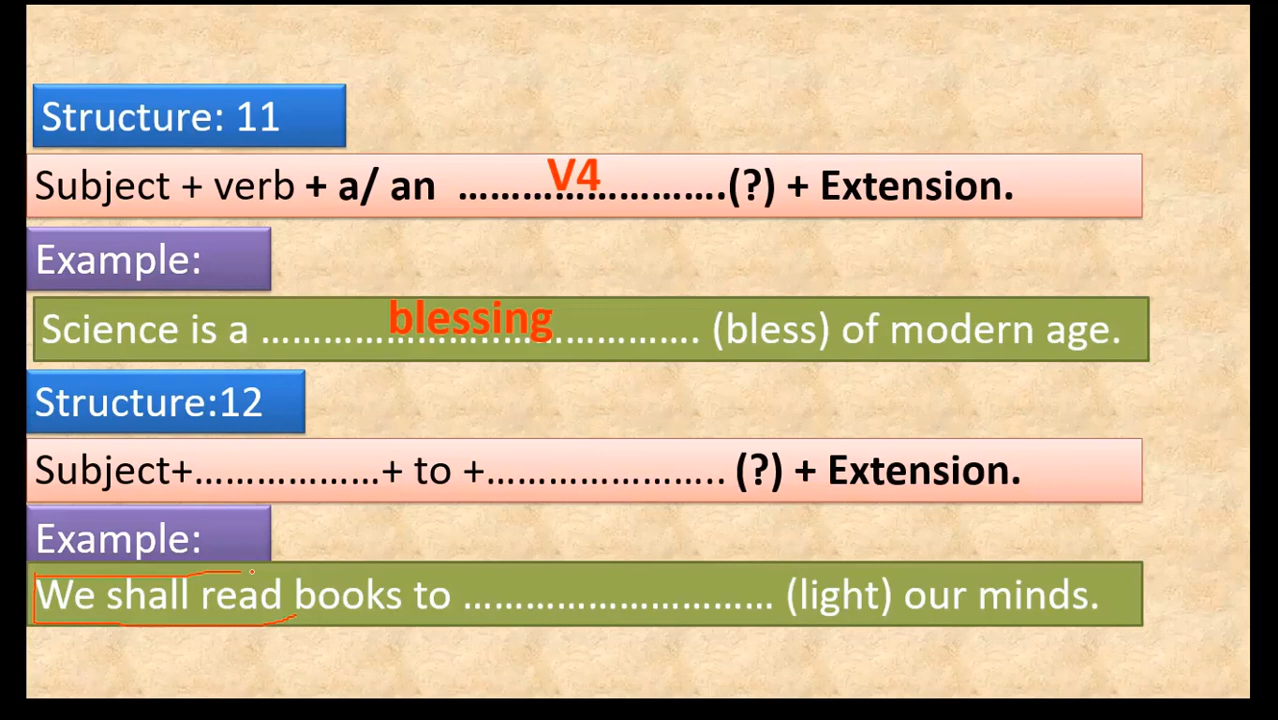 Structure: 11
Subject + verb + a/ an ……………………….(?) + Extension.
V4
Example:
Science is a ……………………………………. (bless) of modern age.
blessing
Structure:12
Subject+………………+ to +………………….. (?) + Extension.
Example:
We shall read books to ………………………… (light) our minds.